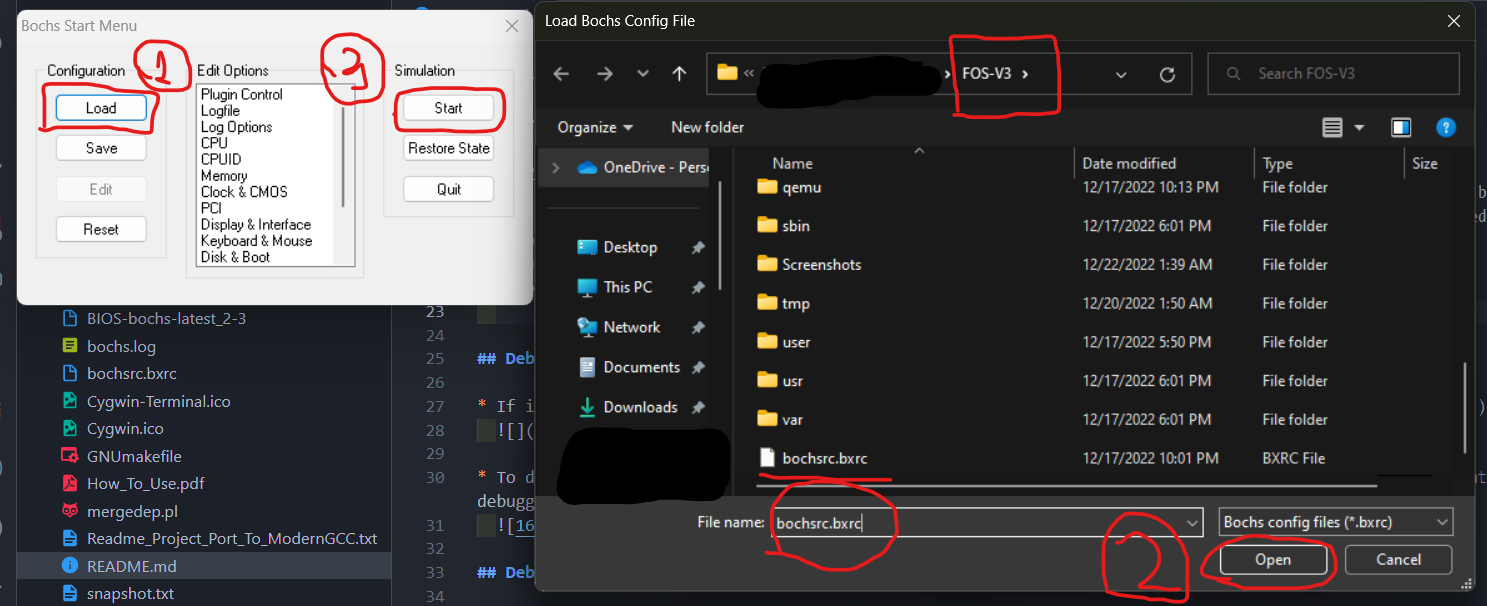 Bochs Start Menu
Configuration
1
Load
Save
Edit
Reset
Edit Options
Plugin Control
Logfile
Log Options
CPU
CPUID
Memory
Clock & CMOS
PCI
Display & Interface
Keyboard & Mouse
Disk & Boot
3
Simulation
Start
Restore State
Quit
BIOS-bochs-latest_2-3
bochs.log
bochsrc.bxrc
Cygwin-Terminal.ico
Cygwin.ico
GNUmakefile
How_To_Use.pdf
mergedep.pl
Readme_Project_Port_To_ModernGCC.txt
README.md
snapshot.txt
23
24
25 ## Deb
26
27 * If i
28 ![](
29
30 * To d
debugg
31 ![16
32
33 ## Deb
34
Load Bochs Config File
« › FOS-V3 ›
Search FOS-V3
Organize
New folder
OneDrive - Pers
Desktop
This PC
Network
Documents
Downloads
Name Date modified Type Size
qemu 12/17/2022 10:13 PM File folder
sbin 12/17/2022 6:01 PM File folder
Screenshots 12/22/2022 1:39 AM File folder
tmp 12/20/2022 1:50 AM File folder
user 12/17/2022 5:50 PM File folder
usr 12/17/2022 6:01 PM File folder
var 12/17/2022 6:01 PM File folder
bochsrc.bxrc 12/17/2022 10:01 PM BXRC File
File name: bochsrc.bxrc
Bochs config files (*.bxrc)
2
Open
Cancel